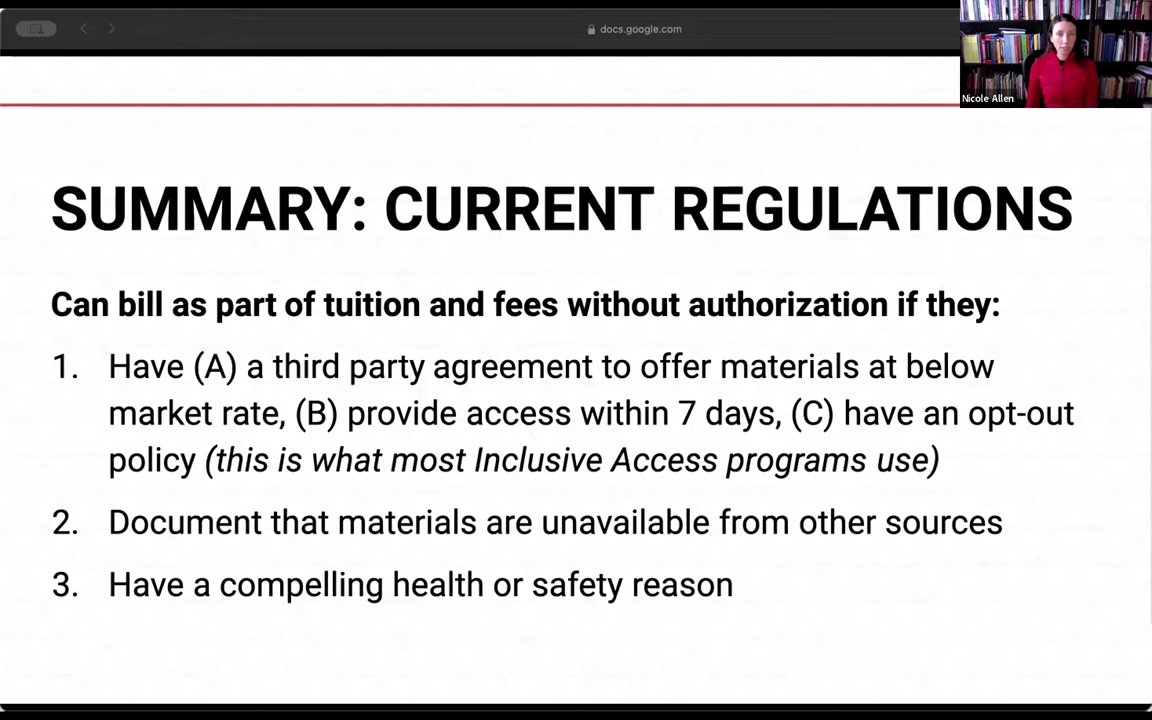 docs.google.com
Nicole Allen
SUMMARY: CURRENT REGULATIONS
Can bill as part of tuition and fees without authorization if they:
1. Have (A) a third party agreement to offer materials at below
market rate, (B) provide access within 7 days, (C) have an opt-out
policy (this is what most Inclusive Access programs use)
2. Document that materials are unavailable from other sources
3. Have a compelling health or safety reason